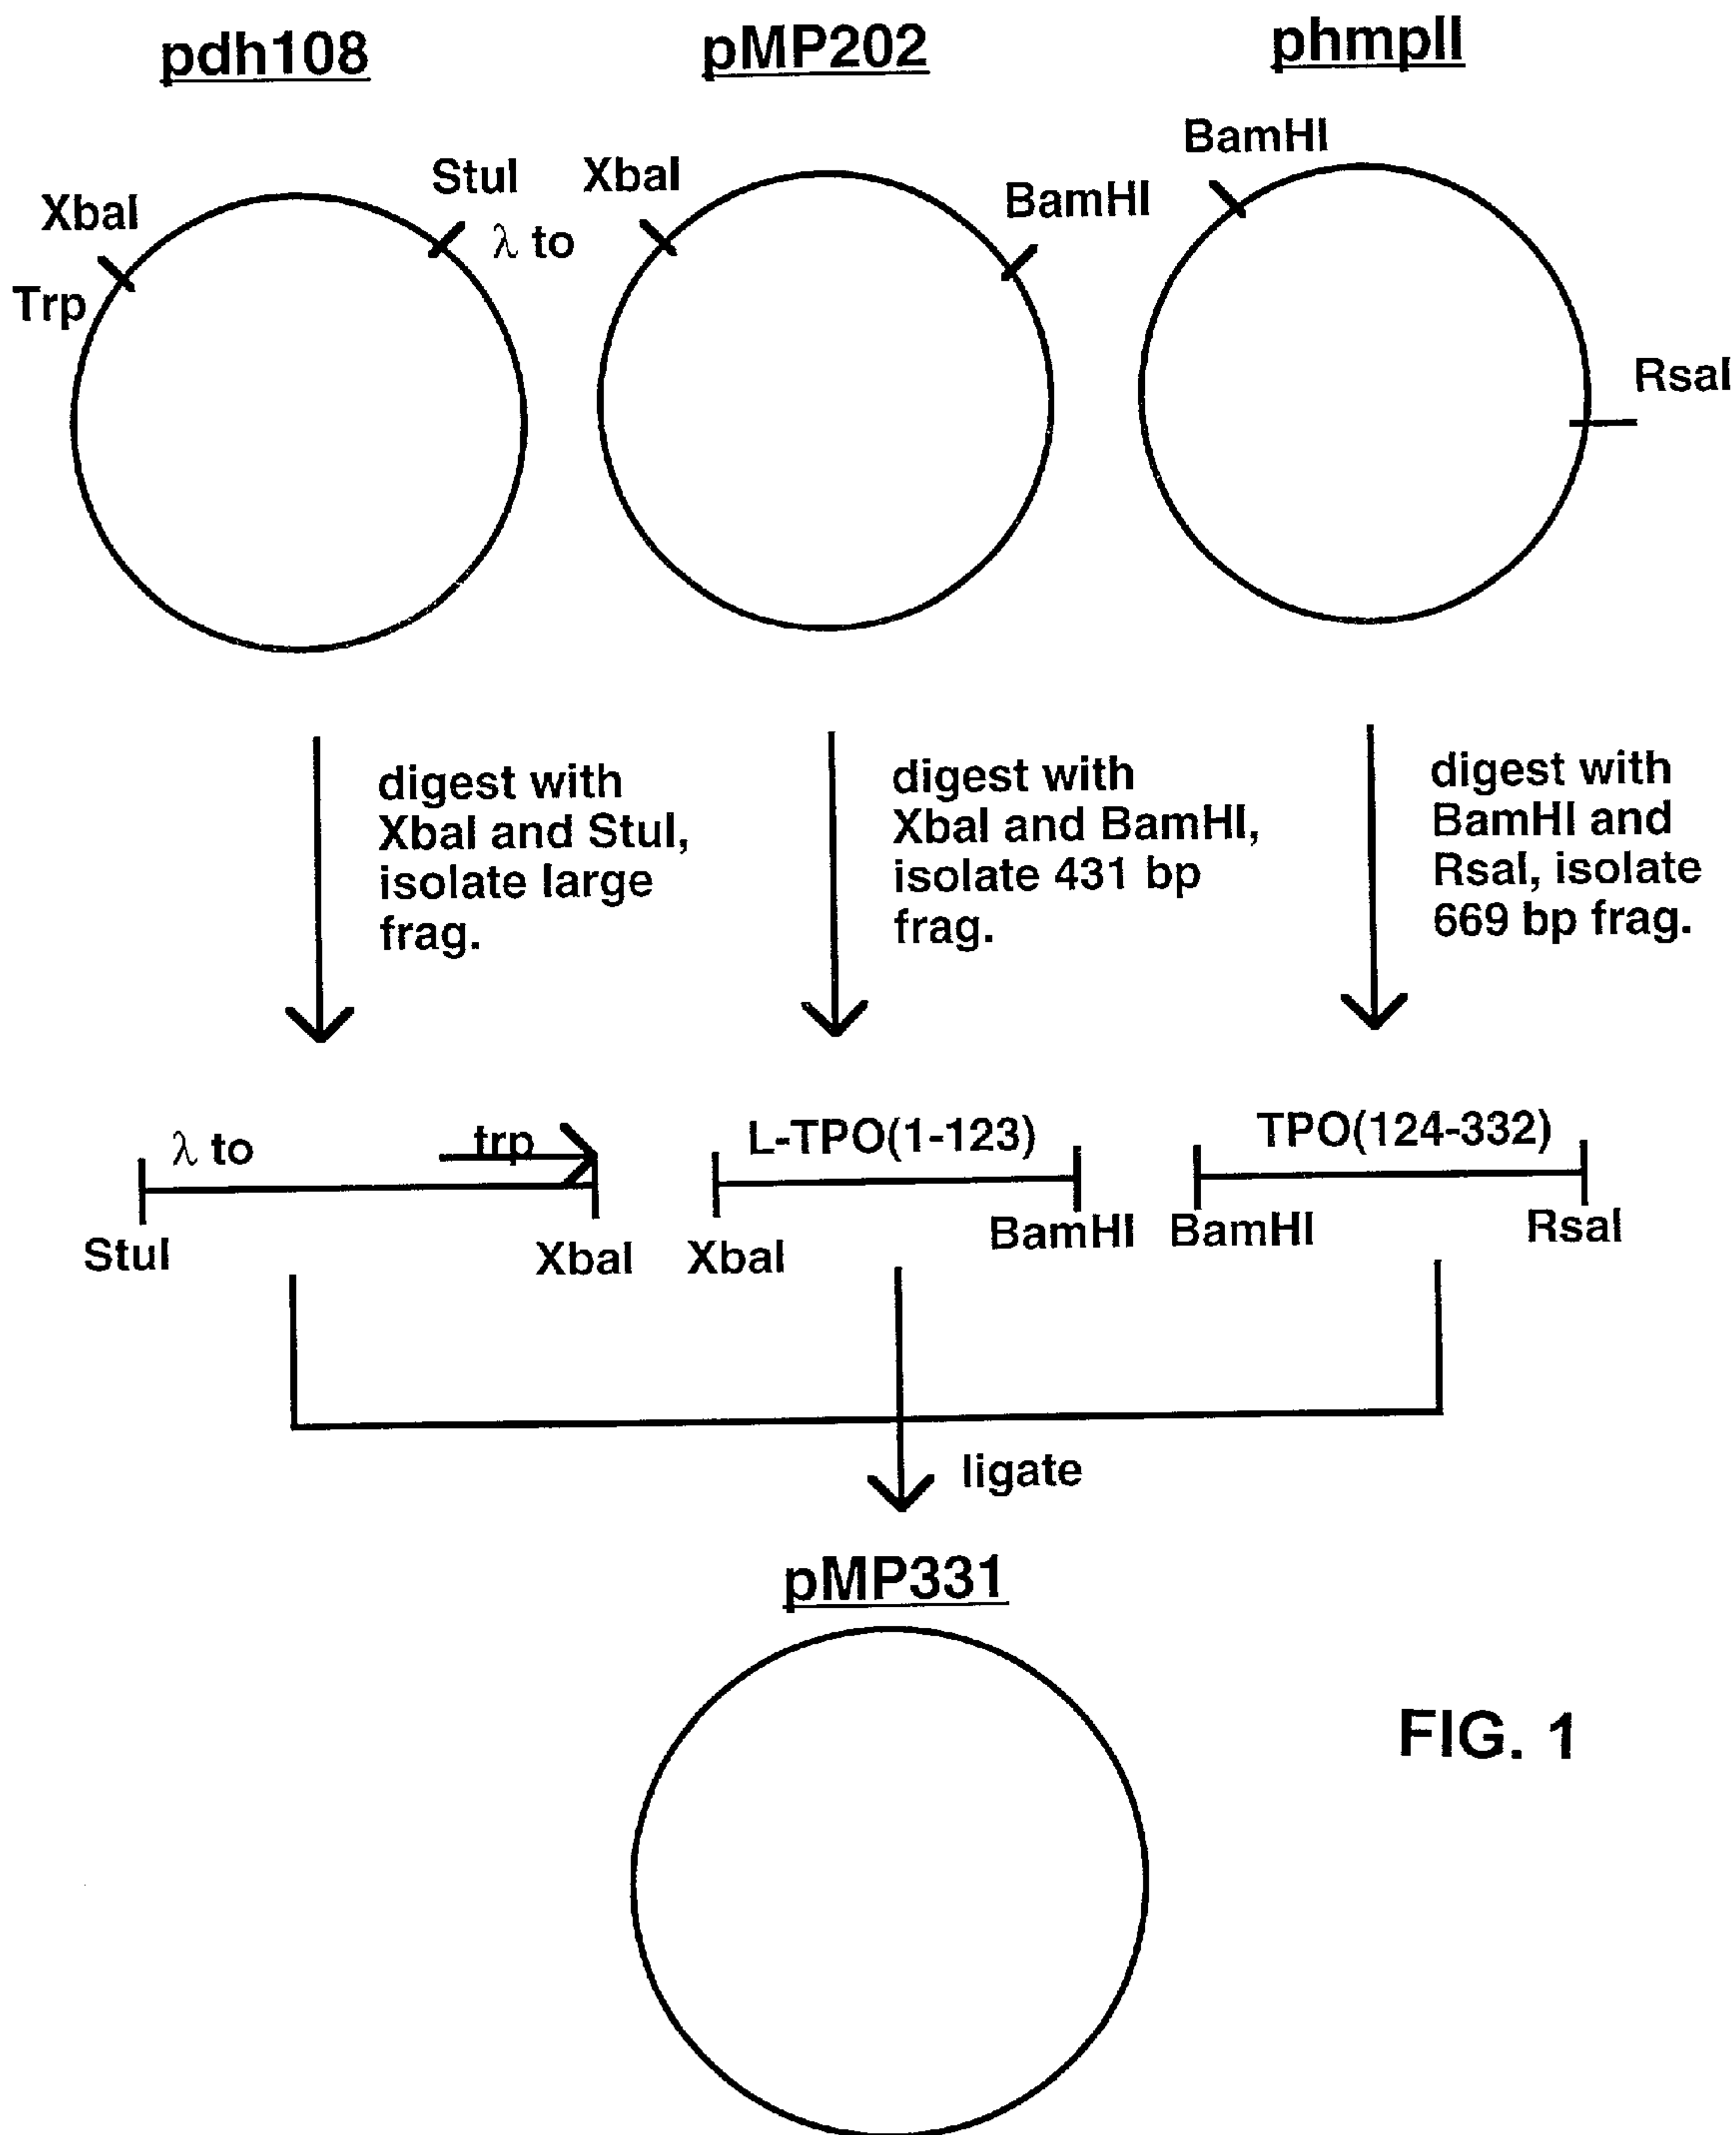 pdh108
pMP202
phmpII
XbaI
Trp
StuI
λ to
XbaI
BamHI
BamHI
RsaI
digest with
XbaI and StuI,
isolate large
frag.
digest with
XbaI and BamHI,
isolate 431 bp
frag.
digest with
BamHI and
RsaI, isolate
669 bp frag.
λ to
trp
StuI
XbaI
L-TPO(1-123)
XbaI
BamHI
TPO(124-332)
BamHI
RsaI
ligate
pMP331
FIG. 1